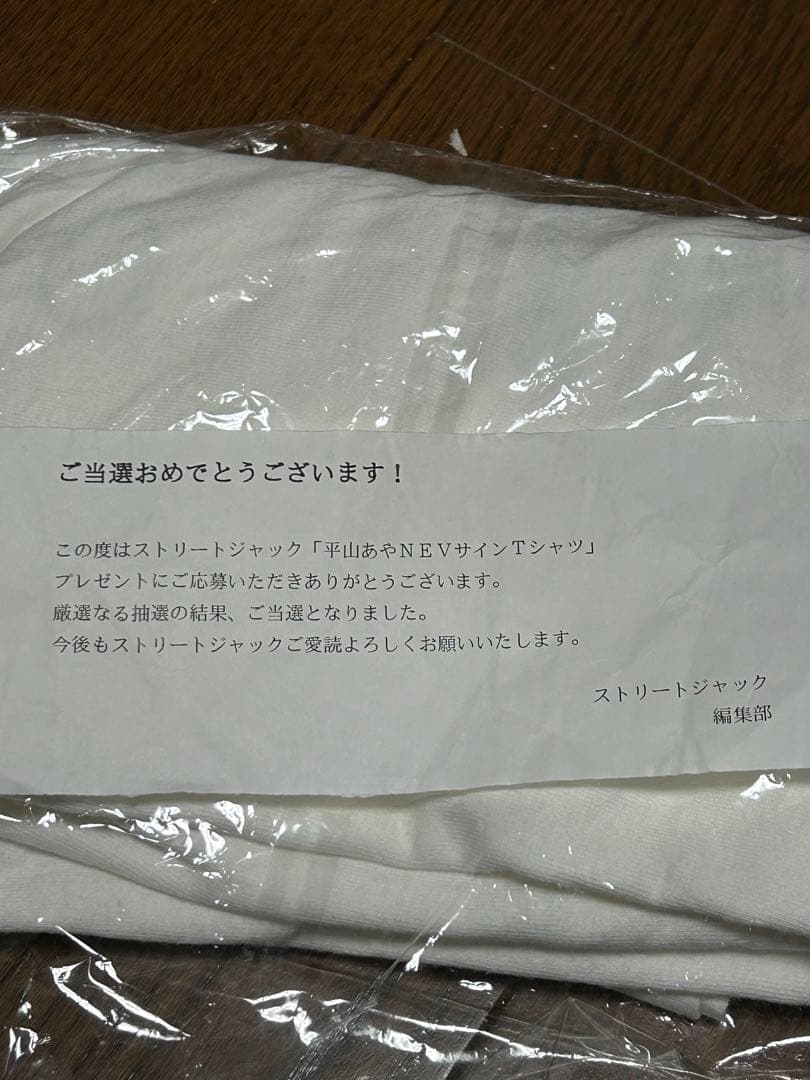 ご当選おめでとうございます！
この度はストリートジャック「平山あやＮＥＶサインＴシャツ」
プレゼントにご応募いただきありがとうございます。
厳選なる抽選の結果、ご当選となりました。
今後もストリートジャックご愛読よろしくお願いいたします。
ストリートジャック
編集部